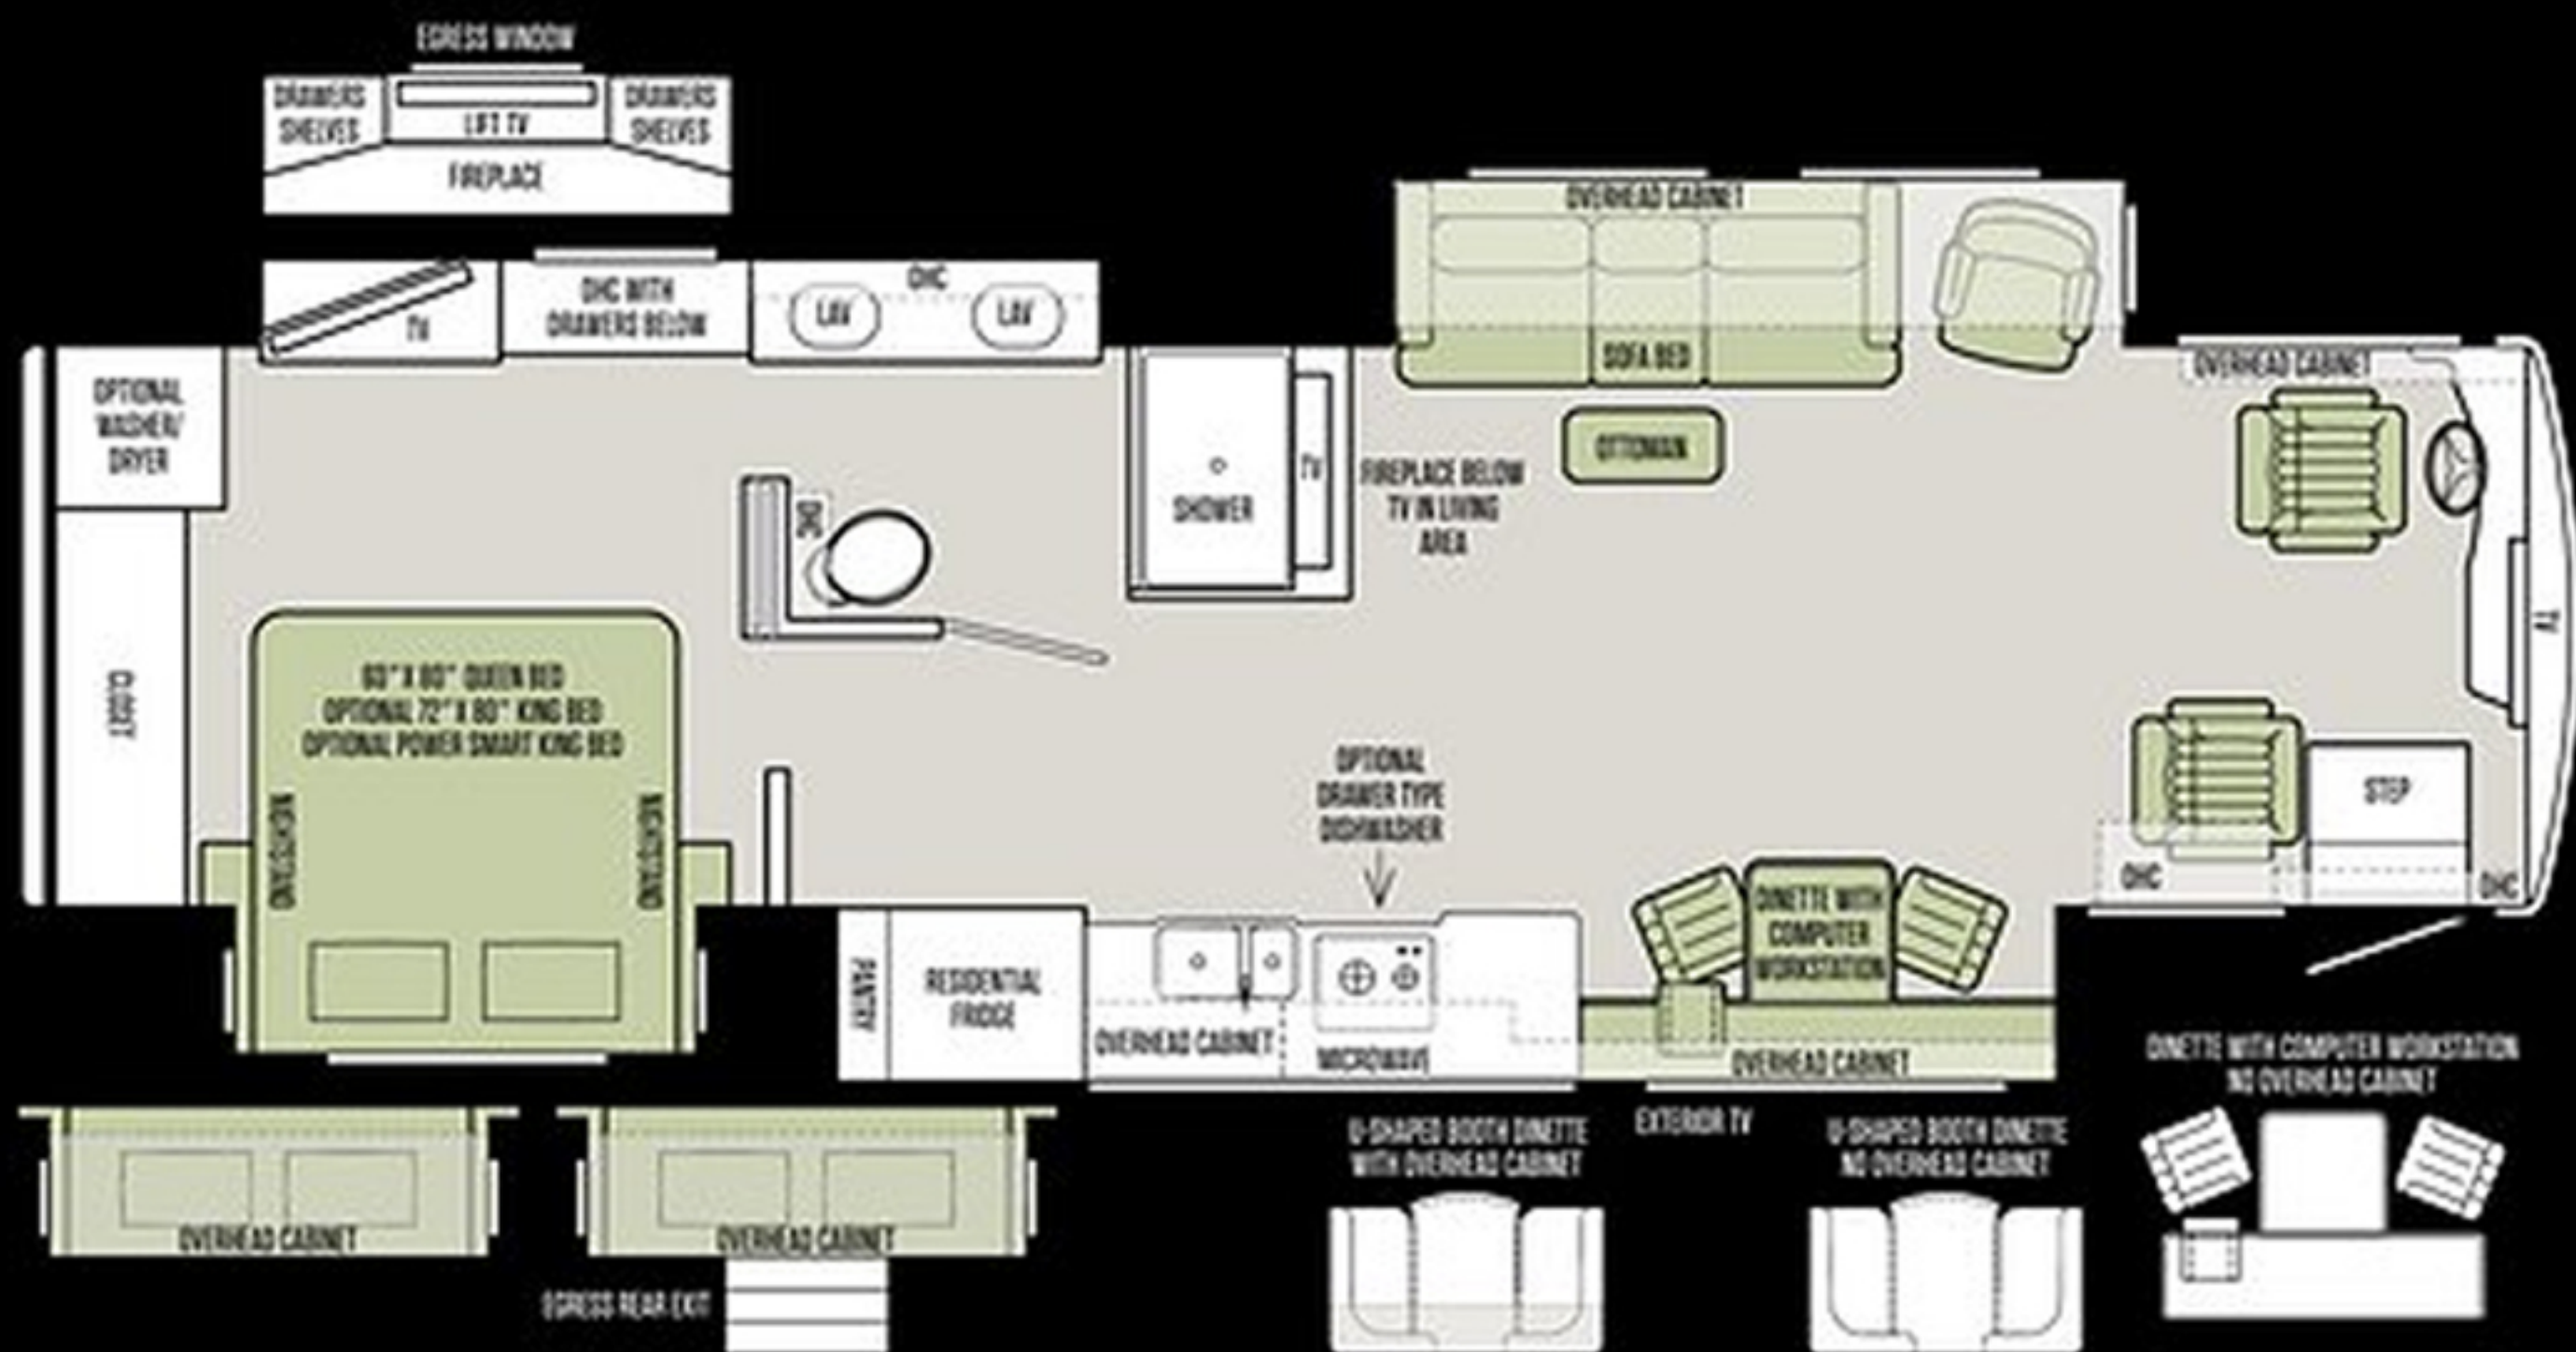 EGRESS WINDOW
DRAWERS
SHELVES
LIFT TV
DRAWERS
SHELVES
FIREPLACE
OVERHEAD CABINET
SOFA BED
OTTOMAN
TV
OHC WITH
DRAWERS BELOW
OHC
LAV
LAV
OVERHEAD CABINET
OPTIONAL
WASHER/
DRYER
CLOSET
OHC
SHOWER
TV
FIREPLACE BELOW
TV IN LIVING
AREA
TV
60" X 80" QUEEN BED
OPTIONAL 72" X 80" KING BED
OPTIONAL POWER SMART KING BED
NIGHTSTAND
NIGHTSTAND
OPTIONAL
DRAWER TYPE
DISHWASHER
STEP
OHC
OHC
DINETTE WITH
COMPUTER
WORKSTATION
PANTRY
RESIDENTIAL
FRIDGE
OVERHEAD CABINET
MICROWAVE
OVERHEAD CABINET
DINETTE WITH COMPUTER WORKSTATION
NO OVERHEAD CABINET
EXTERIOR TV
U-SHAPED BOOTH DINETTE
WITH OVERHEAD CABINET
U-SHAPED BOOTH DINETTE
NO OVERHEAD CABINET
OVERHEAD CABINET
OVERHEAD CABINET
EGRESS REAR EXIT